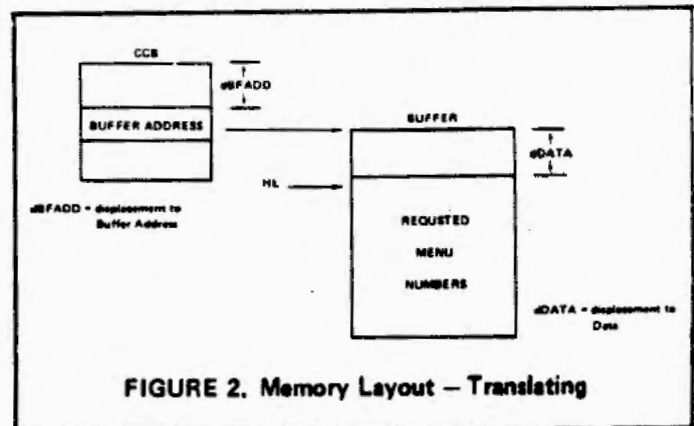 CCB
dBFADD
BUFFER ADDRESS
BUFFER
dDATA
HL
dBFADD = displacement to
Buffer Address
REQUSTED
MENU
NUMBERS
dDATA = displacement to
Data
FIGURE 2. Memory Layout — Translating